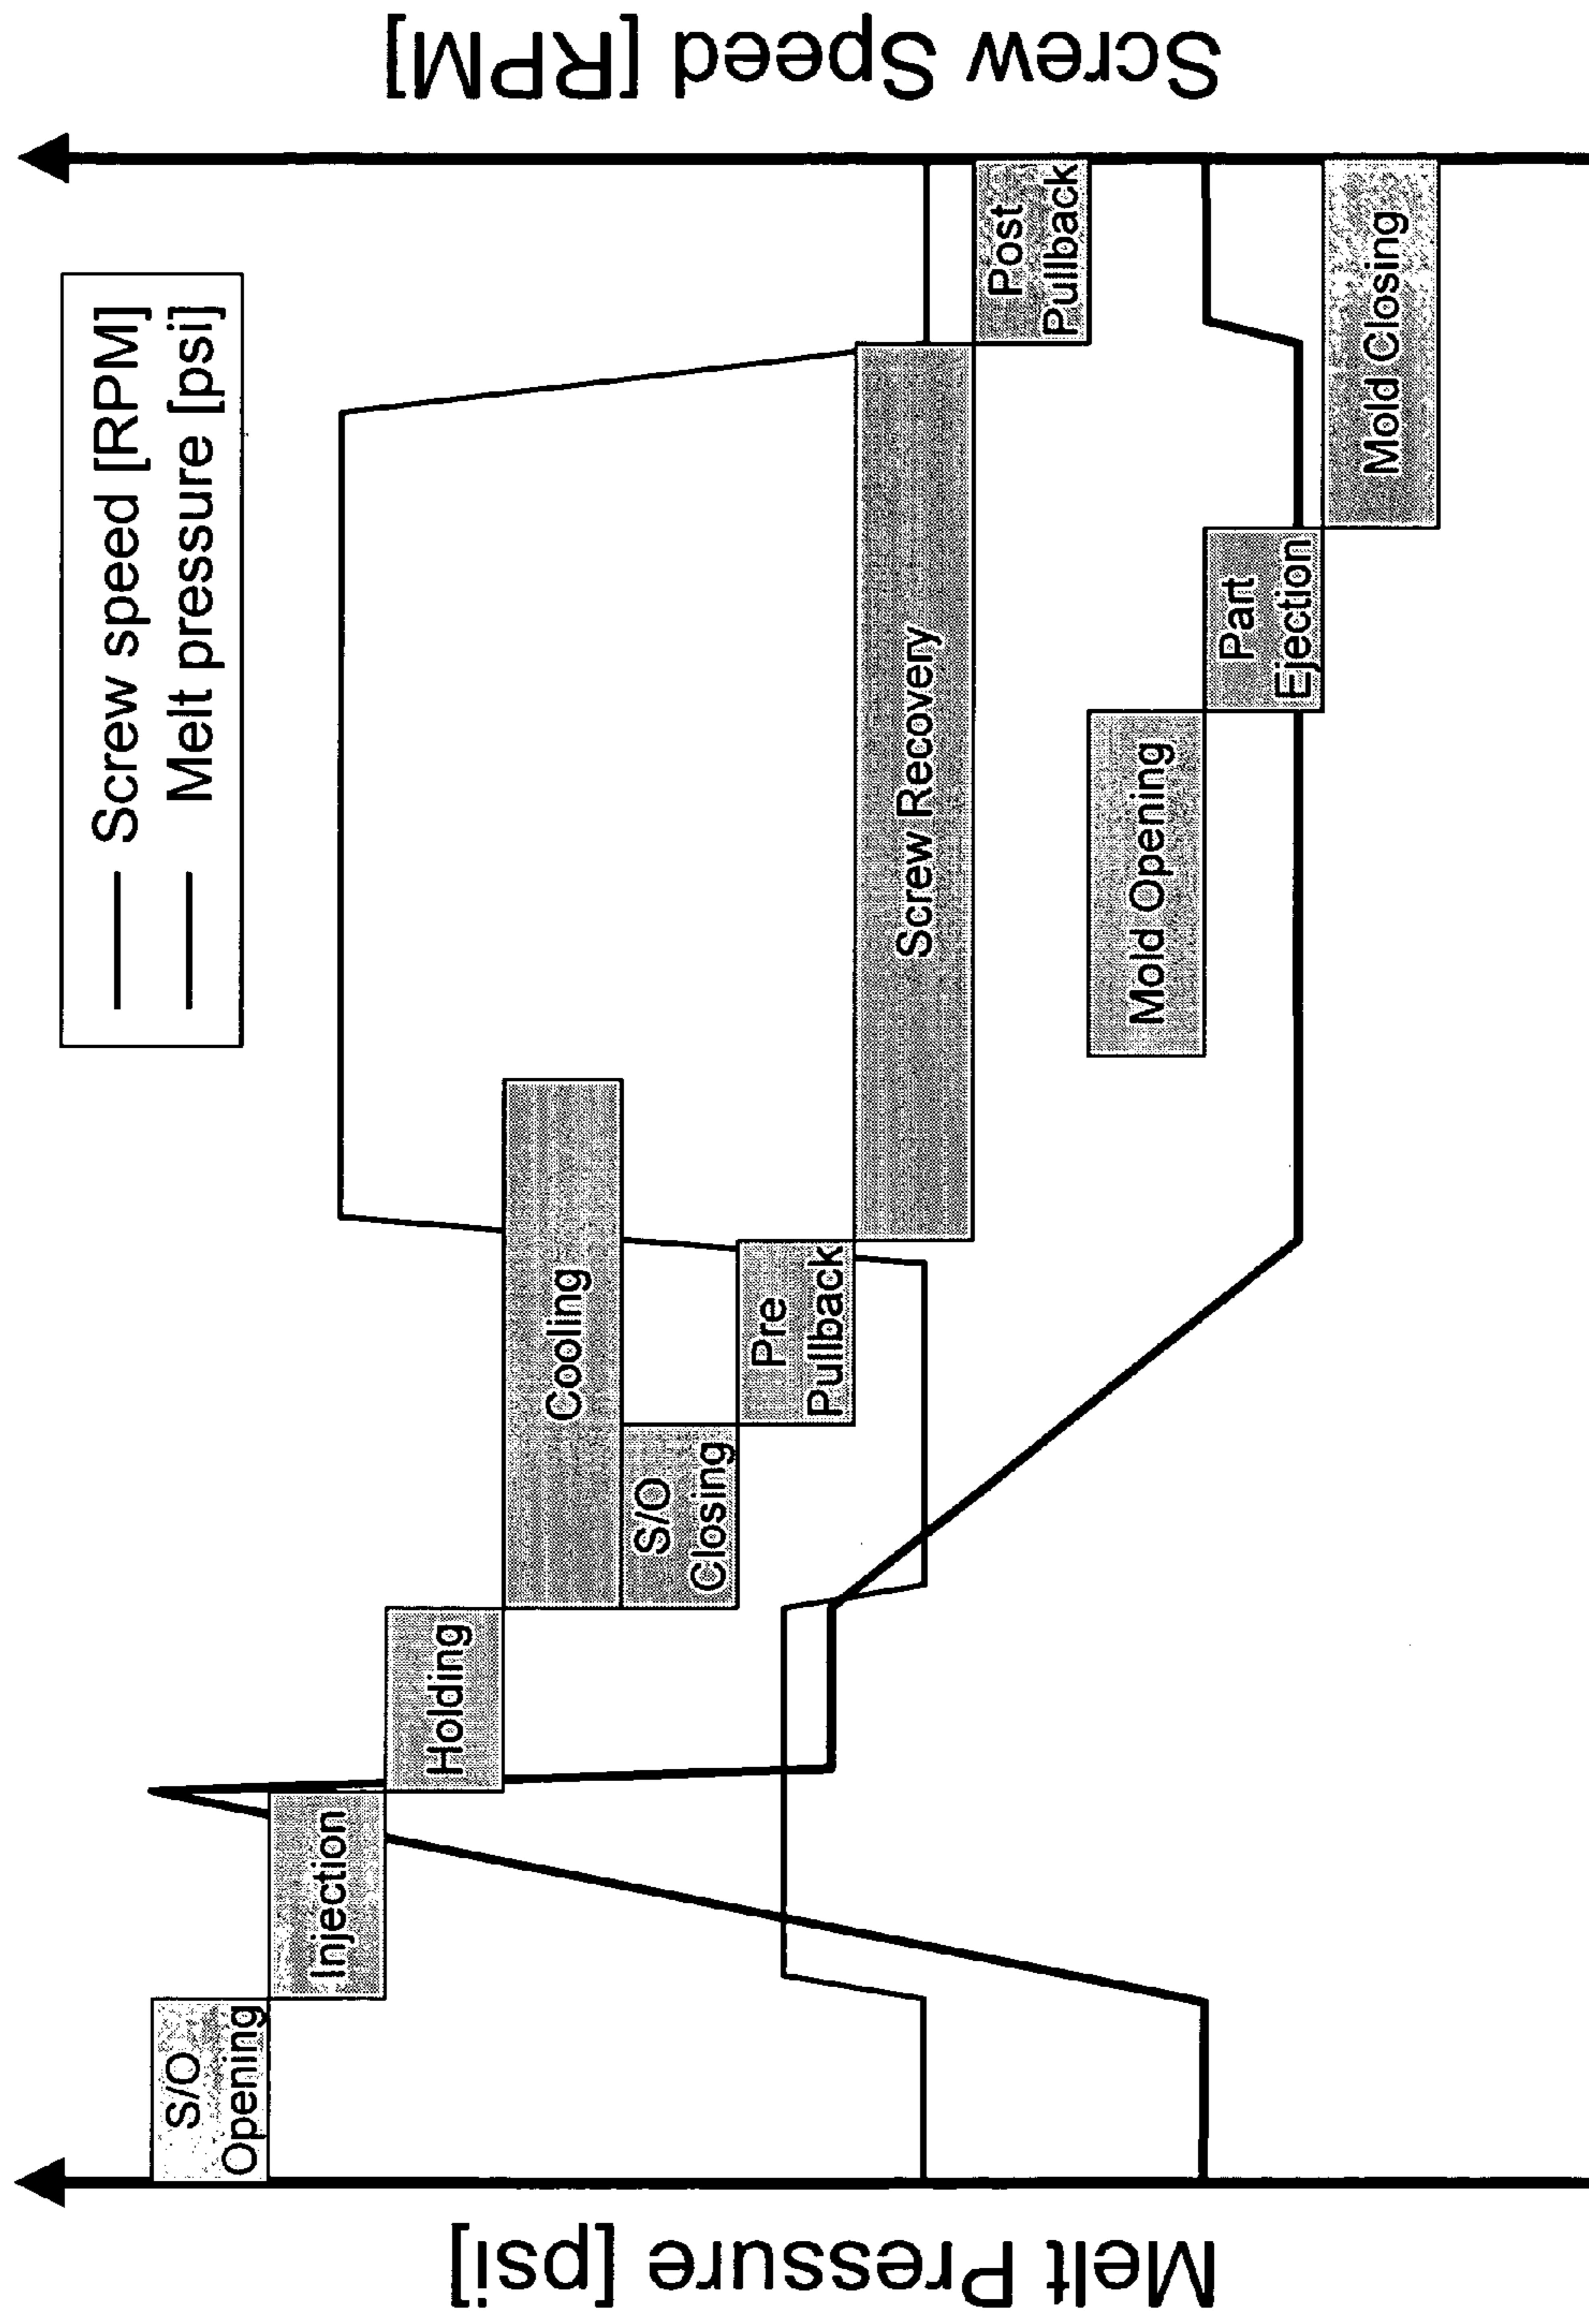 Screw speed [RPM]
Melt pressure [psi]
Melt Pressure [psi]
Screw Speed [RPM]
S/O
Opening
Injection
Holding
Cooling
S/O
Closing
Pre
Pullback
Screw Recovery
Post
Pullback
Mold Opening
Part
Ejection
Mold Closing